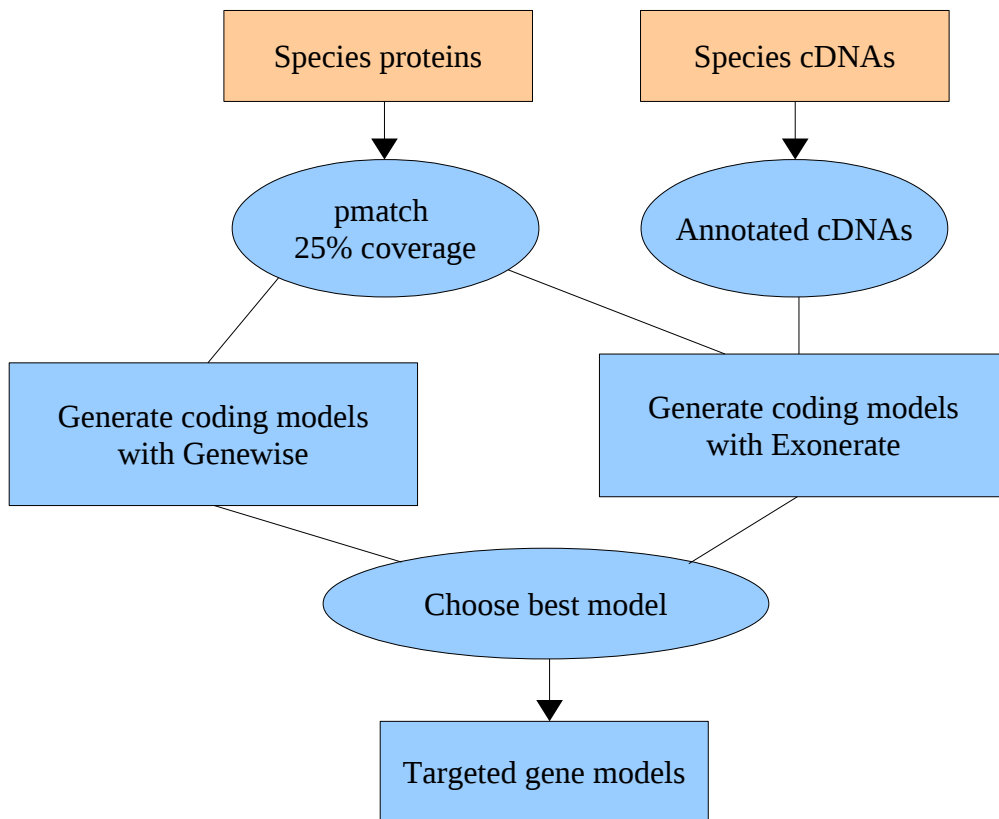 Species proteins
Species cDNAs
pmatch
25% coverage
Annotated cDNAs
Generate coding models
with Genewise
Generate coding models
with Exonerate
Choose best model
Targeted gene models